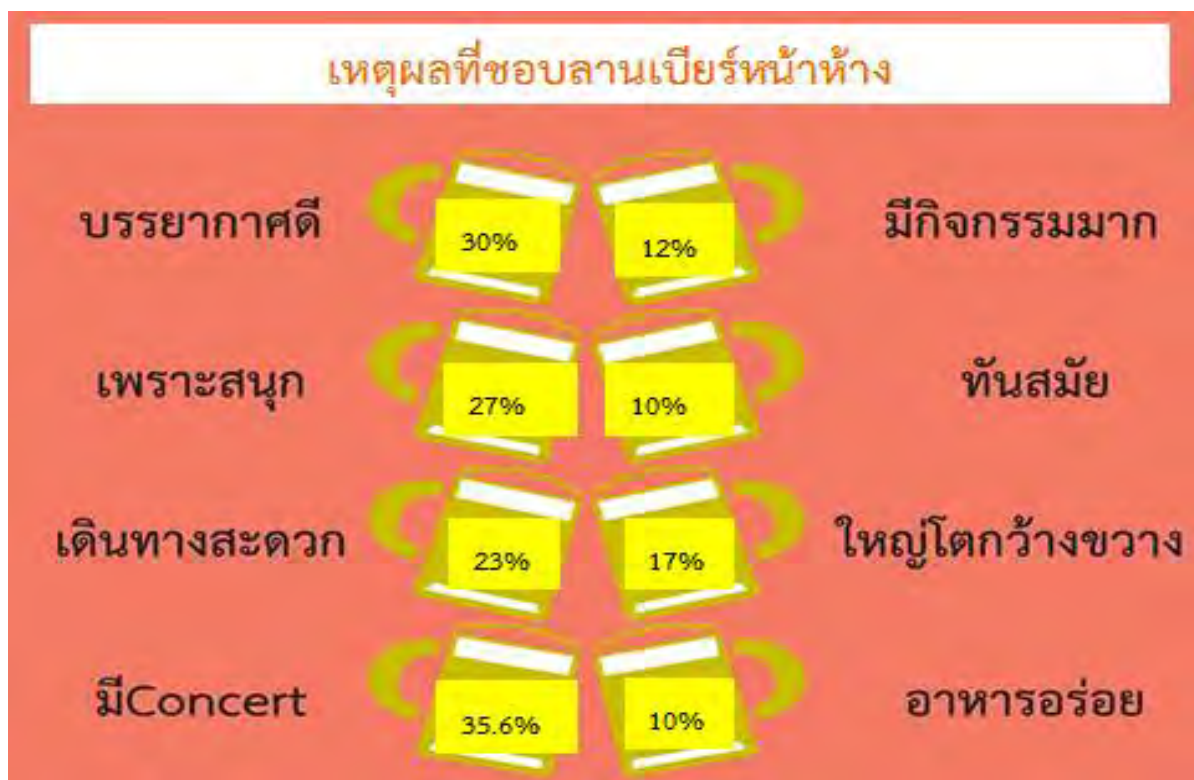 เหตุผลที่ชอบลานเบียร์หน้าห้าง
บรรยากาศดี 30% 12% มีกิจกรรมมาก
เพราะสนุก 27% 10% ทันสมัย
เดินทางสะดวก 23% 17% ใหญ่โตกว้างขวาง
มีConcert 35.6% 10% อาหารอร่อย